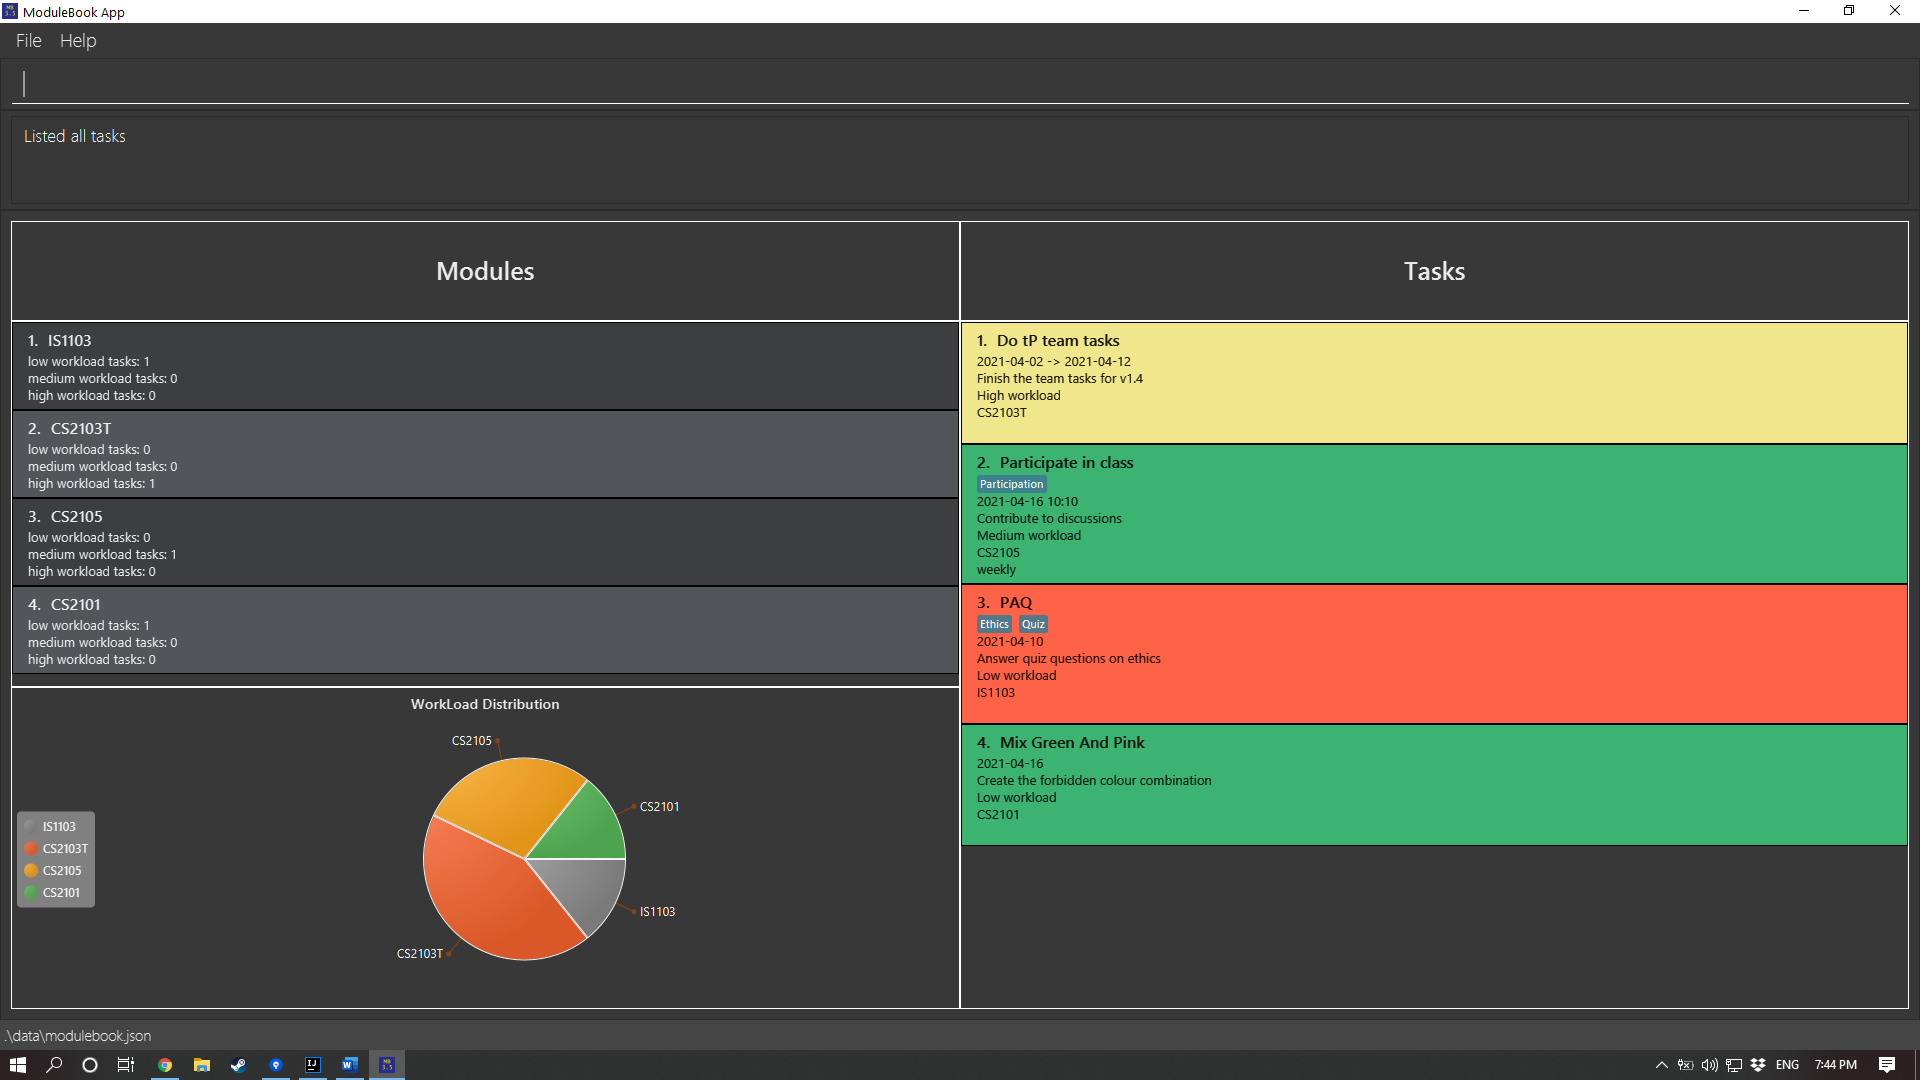 ModuleBook App
File Help
Listed all tasks
Modules
1. IS1103
low workload tasks: 1
medium workload tasks: 0
high workload tasks: 0
2. CS2103T
low workload tasks: 0
medium workload tasks: 0
high workload tasks: 1
3. CS2105
low workload tasks: 0
medium workload tasks: 1
high workload tasks: 0
4. CS2101
low workload tasks: 1
medium workload tasks: 0
high workload tasks: 0
WorkLoad Distribution
CS2105
CS2101
IS1103
CS2103T
IS1103
CS2103T
CS2105
CS2101
Tasks
1. Do tP team tasks
2021-04-02 -> 2021-04-12
Finish the team tasks for v1.4
High workload
CS2103T
2. Participate in class
Participation
2021-04-16 10:10
Contribute to discussions
Medium workload
CS2105
weekly
3. PAQ
Ethics Quiz
2021-04-10
Answer quiz questions on ethics
Low workload
IS1103
4. Mix Green And Pink
2021-04-16
Create the forbidden colour combination
Low workload
CS2101
.\data\modulebook.json
ENG 7:44 PM